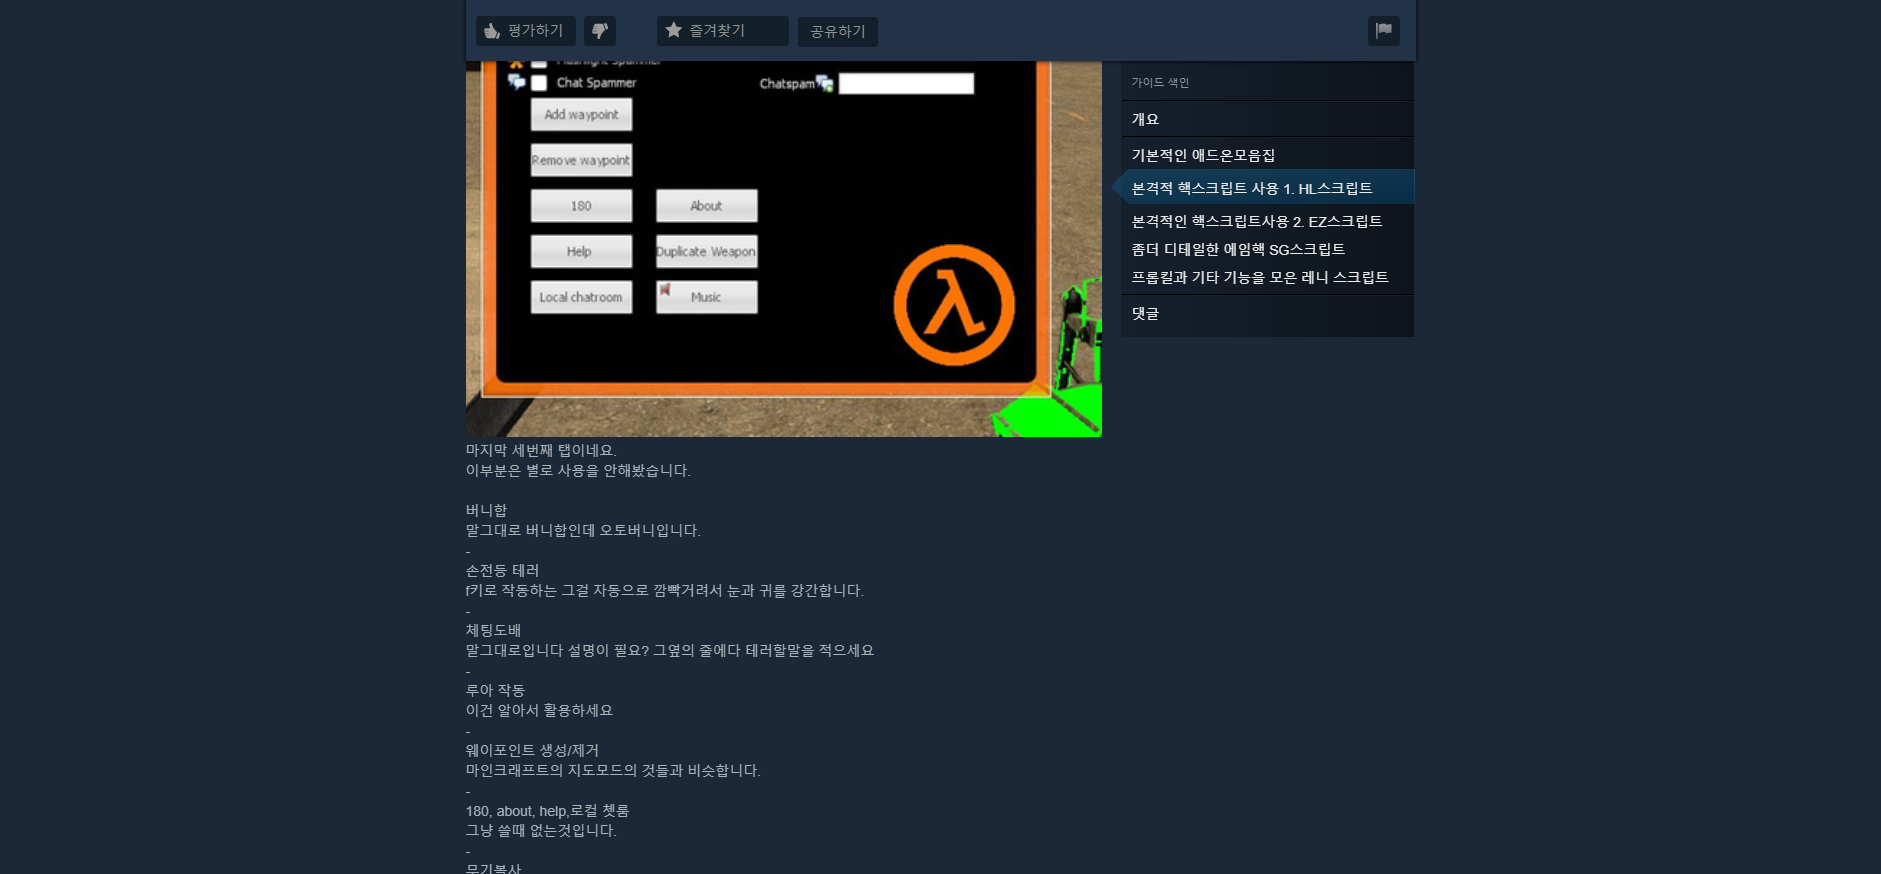 평가하기
즐겨찾기
공유하기
Flashlight Spammer
Chat Spammer
Chatspam
Add waypoint
Remove waypoint
180
About
Help
Duplicate Weapon
Local chatroom
Music
가이드 색인
개요
기본적인 애드온모음집
본격적 핵스크립트 사용 1. HL스크립트
본격적인 핵스크립트사용 2. EZ스크립트
좀더 디테일한 에임핵 SG스크립트
프롭킬과 기타 기능을 모은 레니 스크립트
댓글
마지막 세번째 탭이네요.
이부분은 별로 사용을 안해봤습니다.
버니합
말그대로 버니합인데 오토버니입니다.
-
손전등 테러
f키로 작동하는 그걸 자동으로 깜빡거려서 눈과 귀를 강간합니다.
-
체팅도배
말그대로입니다 설명이 필요? 그옆의 줄에다 테러할말을 적으세요
-
루아 작동
이건 알아서 활용하세요
-
웨이포인트 생성/제거
마인크래프트의 지도모드의 것들과 비슷합니다.
-
180, about, help,로컬 쳇룸
그냥 쓸때 없는것입니다.
-
무기복사